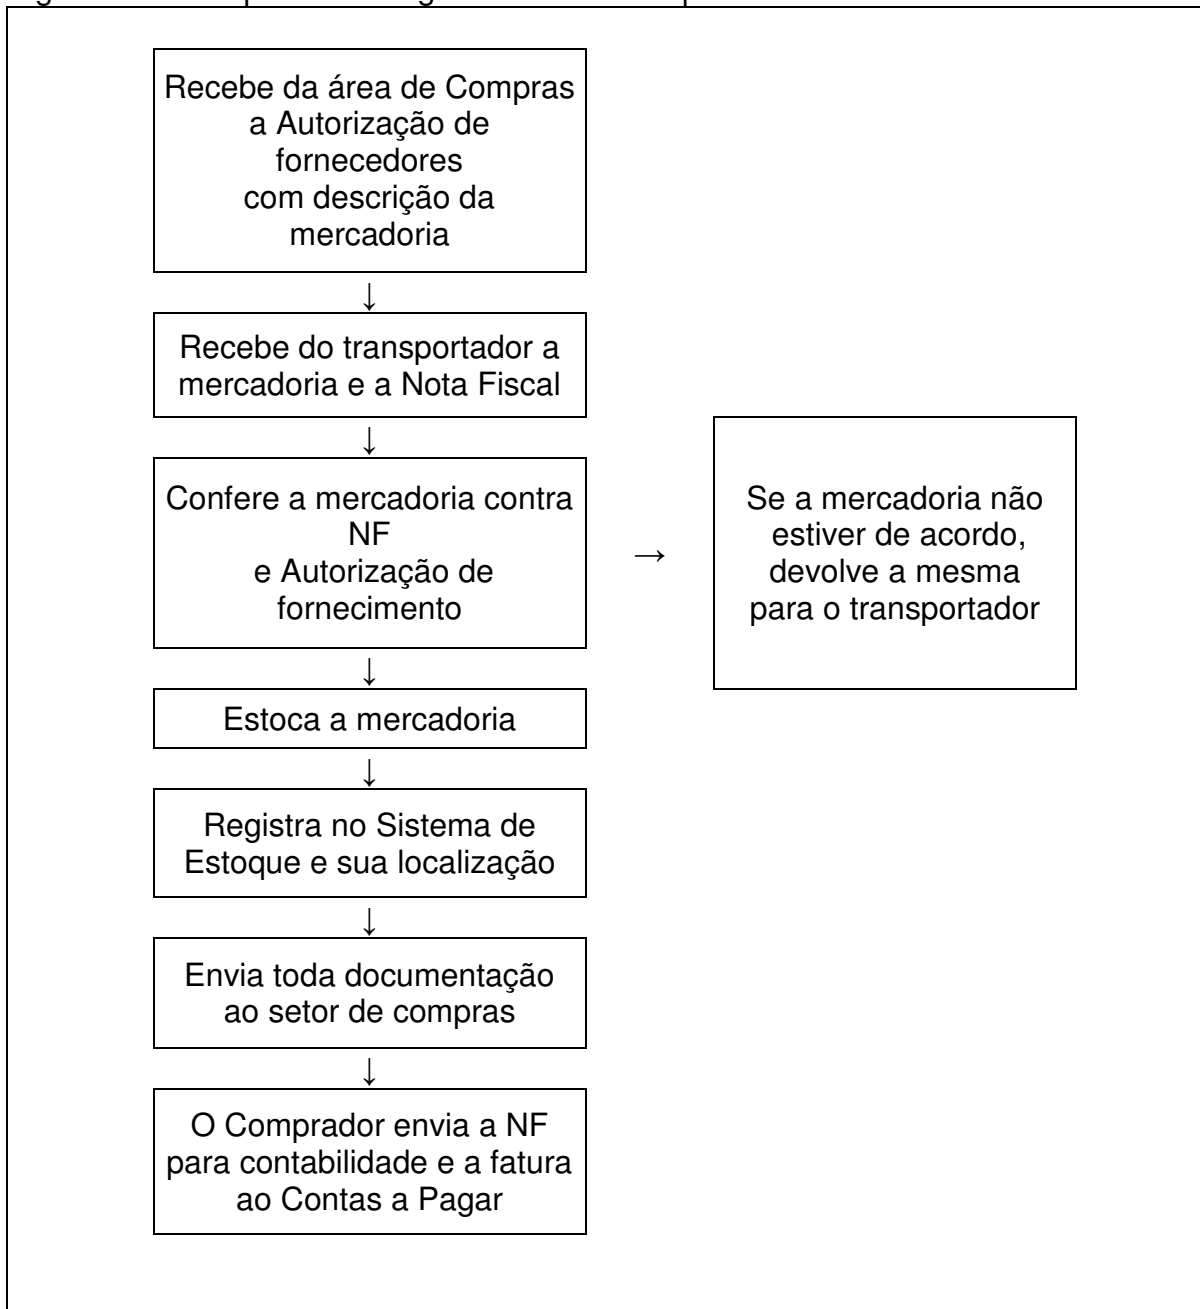 Recebe da área de Compras
a Autorização de
fornecedores
com descrição da
mercadoria
↓
Recebe do transportador a
mercadoria e a Nota Fiscal
↓
Confere a mercadoria contra
NF
e Autorização de
fornecimento
→
Se a mercadoria não
estiver de acordo,
devolve a mesma
para o transportador
↓
Estoca a mercadoria
↓
Registra no Sistema de
Estoque e sua localização
↓
Envia toda documentação
ao setor de compras
↓
O Comprador envia a NF
para contabilidade e a fatura
ao Contas a Pagar